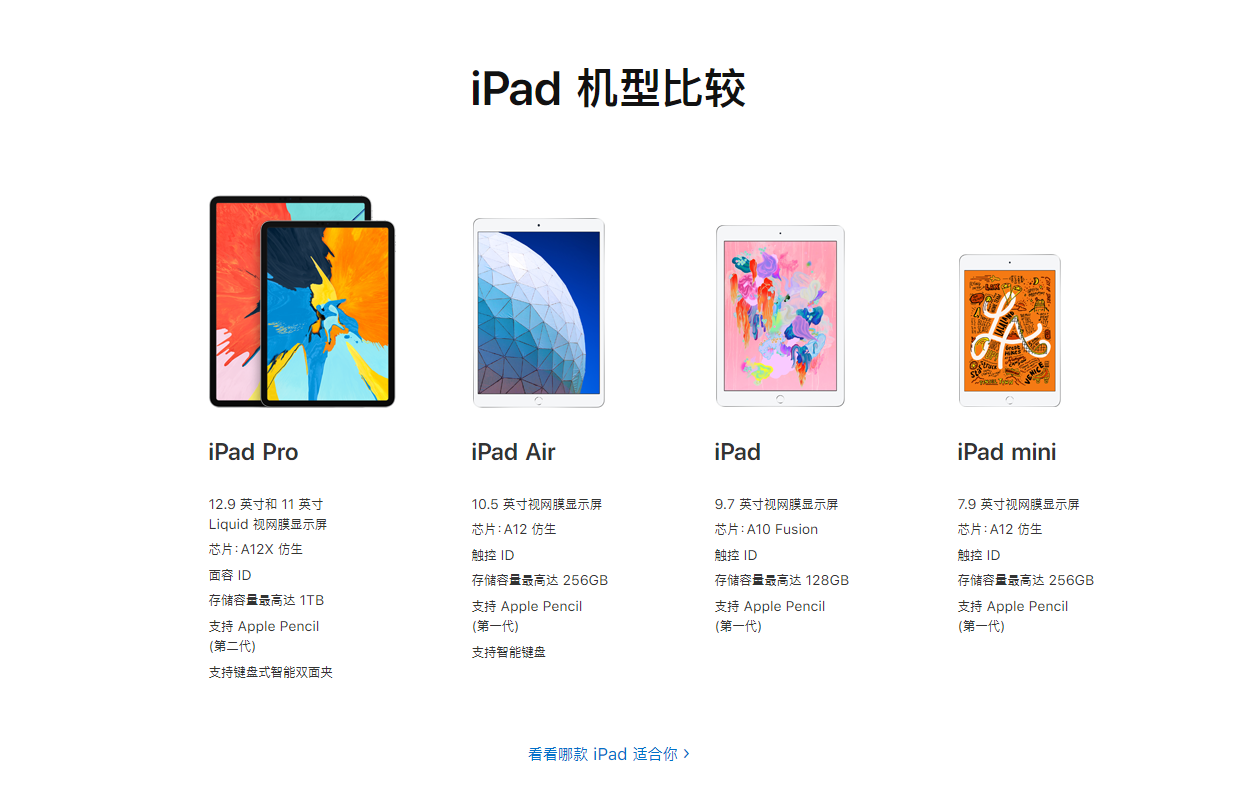 iPad 机型比较
iPad Pro
12.9 英寸和 11 英寸
Liquid 视网膜显示屏
芯片：A12X 仿生
面容 ID
存储容量最高达 1TB
支持 Apple Pencil
(第二代)
支持键盘式智能双面夹
iPad Air
10.5 英寸视网膜显示屏
芯片：A12 仿生
触控 ID
存储容量最高达 256GB
支持 Apple Pencil
(第一代)
支持智能键盘
iPad
9.7 英寸视网膜显示屏
芯片：A10 Fusion
触控 ID
存储容量最高达 128GB
支持 Apple Pencil
(第一代)
iPad mini
7.9 英寸视网膜显示屏
芯片：A12 仿生
触控 ID
存储容量最高达 256GB
支持 Apple Pencil
(第一代)
看看哪款 iPad 适合你 >